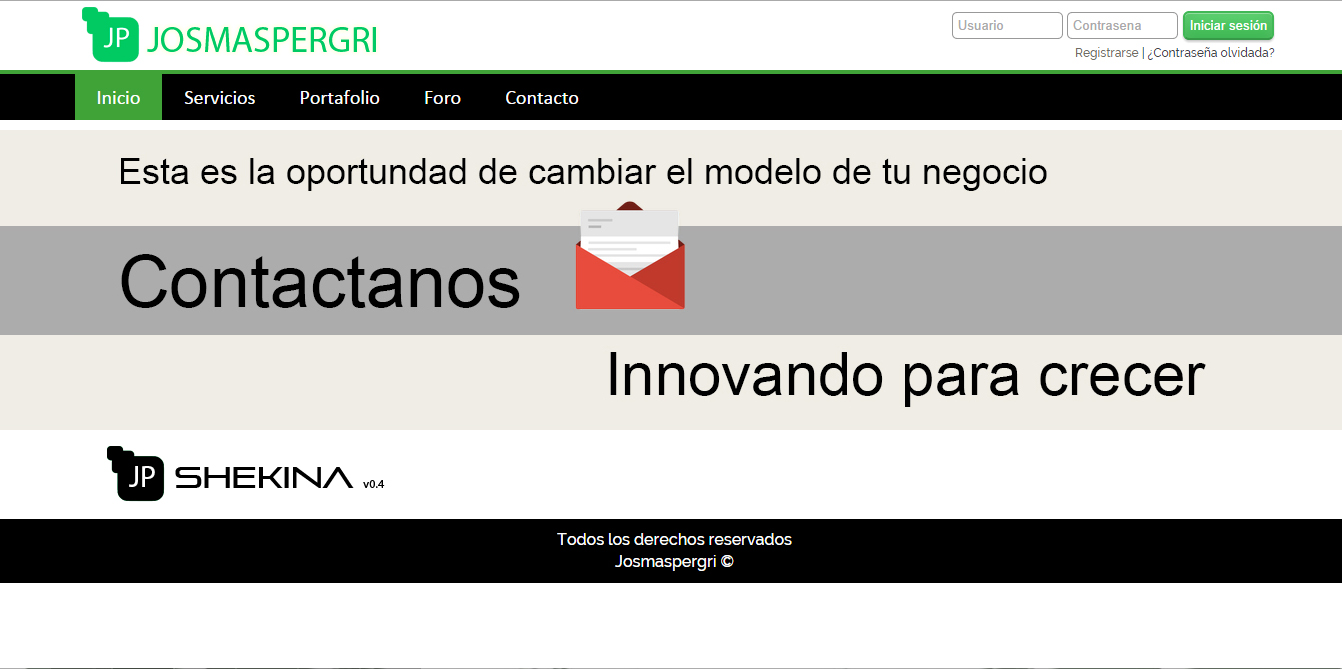 JP JOSMASPERGRI
Usuario Contrasena Iniciar sesión
Registrarse | ¿Contraseña olvidada?
Inicio Servicios Portafolio Foro Contacto
Esta es la oportundad de cambiar el modelo de tu negocio
Contactanos
Innovando para crecer
JP SHEKINA v0.4
Todos los derechos reservados
Josmaspergri ©